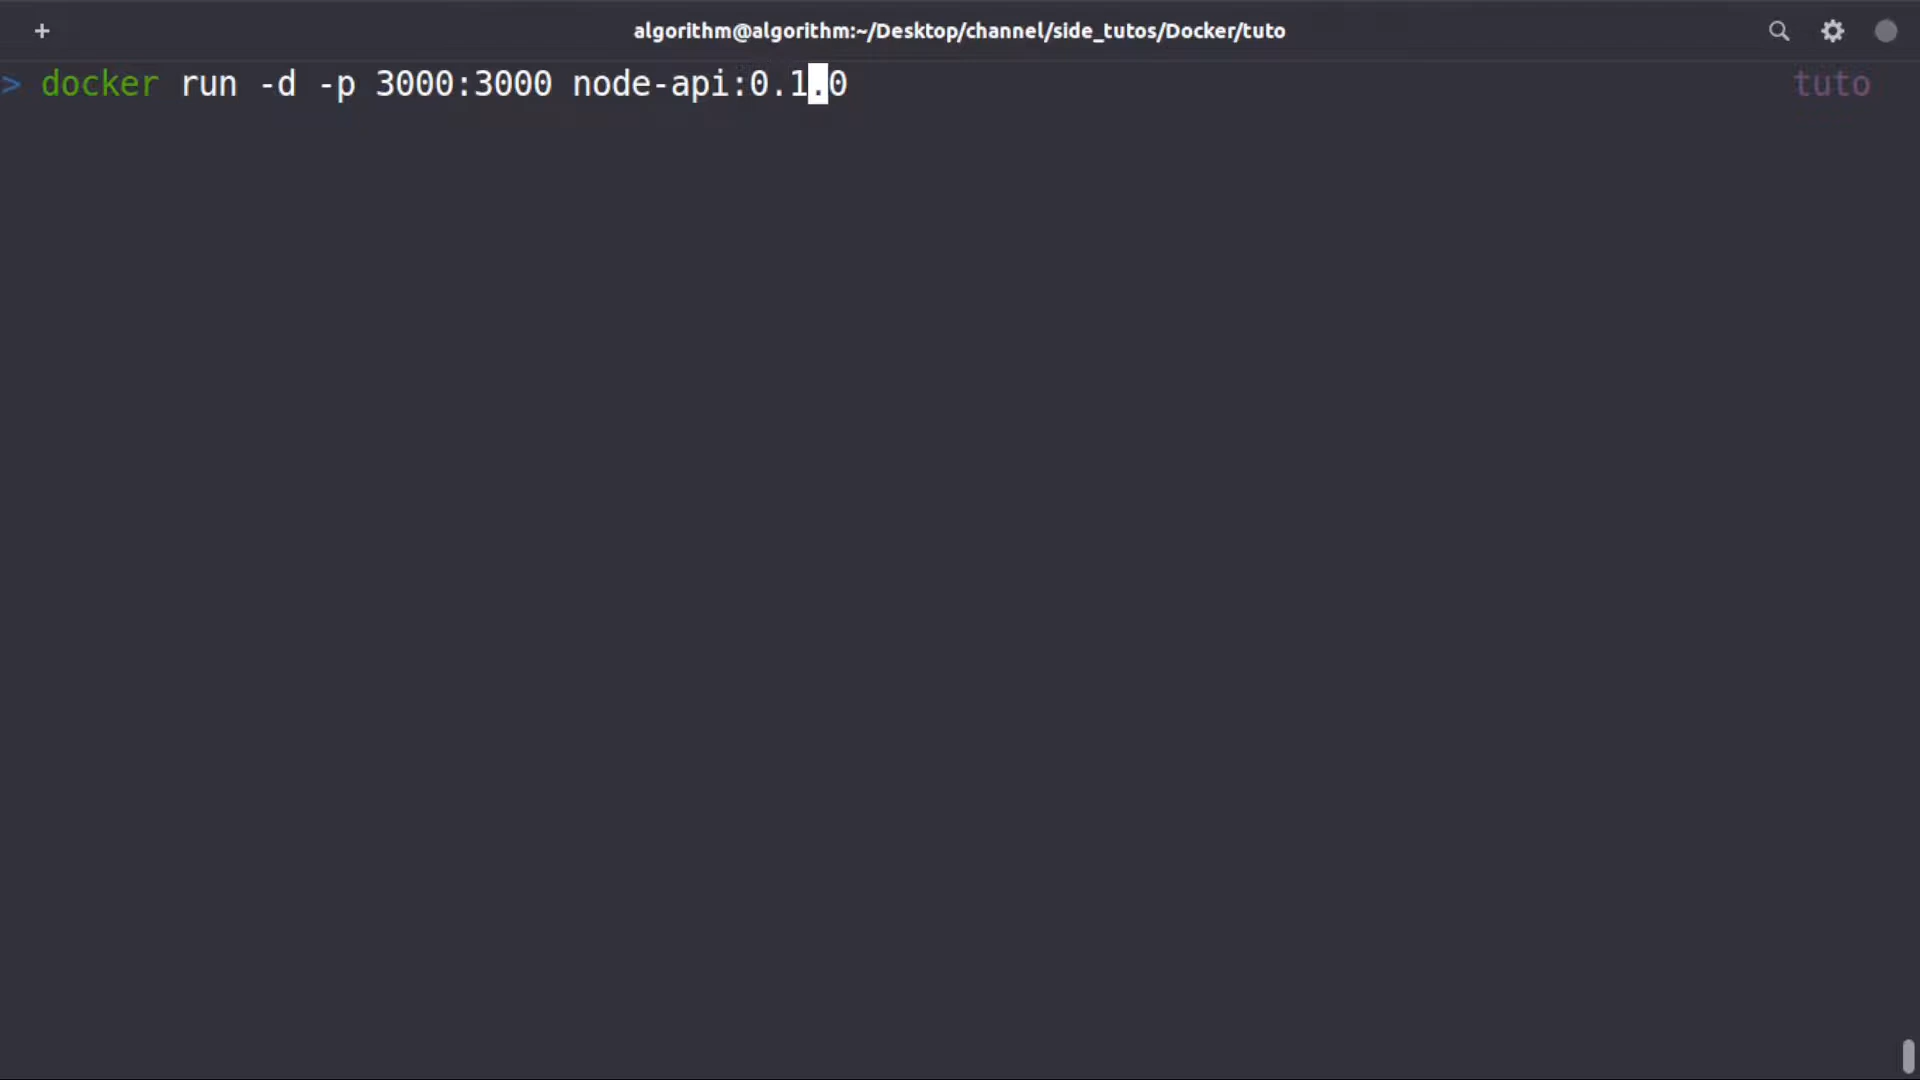 + algorithm@algorithm:~/Desktop/channel/side_tutos/Docker/tuto
> docker run -d -p 3000:3000 node-api:0.1.0 tuto